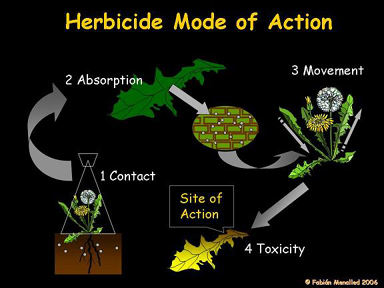 Herbicide Mode of Action
2 Absorption
3 Movement
1 Contact
Site of
Action
4 Toxicity
© Fabián Menalled 2006